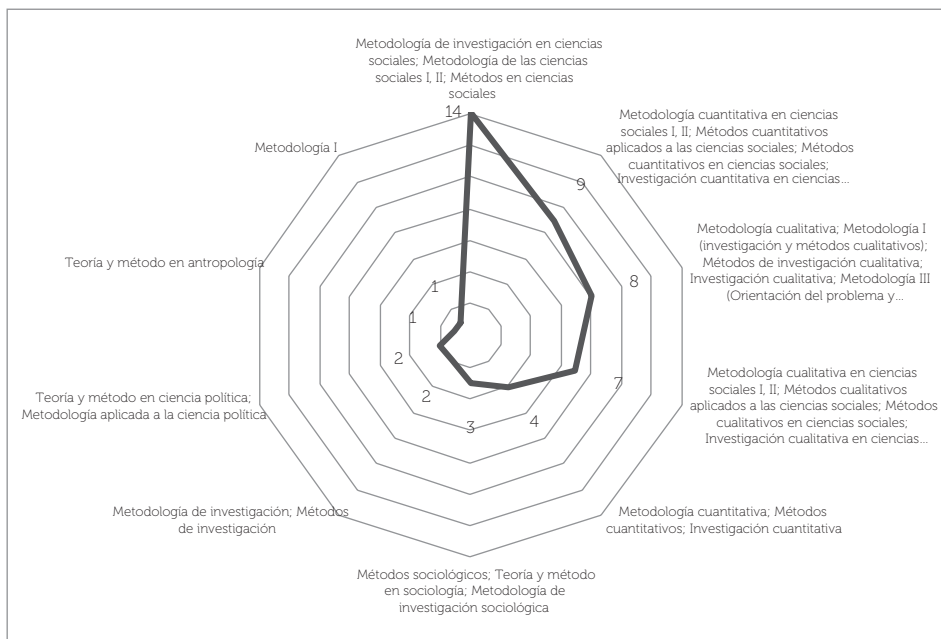 Metodología de investigación en ciencias
sociales; Metodología de las ciencias
sociales I, II; Métodos en ciencias
sociales
14
Metodología cuantitativa en ciencias
sociales I, II; Métodos cuantitativos
aplicados a las ciencias sociales; Métodos
cuantitativos en ciencias sociales;
Investigación cuantitativa en ciencias...
9
Metodología cualitativa; Metodología I
(investigación y métodos cualitativos);
Métodos de investigación cualitativa;
Investigación cualitativa; Metodología III
(Orientación del problema y...
8
Metodología cualitativa en ciencias
sociales I, II; Métodos cualitativos
aplicados a las ciencias sociales; Métodos
cualitativos en ciencias sociales;
Investigación cualitativa en ciencias...
7
Metodología cuantitativa; Métodos
cuantitativos; Investigación cuantitativa
4
Métodos sociológicos; Teoría y método
en sociología; Metodología de
investigación sociológica
3
Metodología de investigación; Métodos
de investigación
2
Teoría y método en ciencia política;
Metodología aplicada a la ciencia política
2
Teoría y método en antropología
1
Metodología I
1